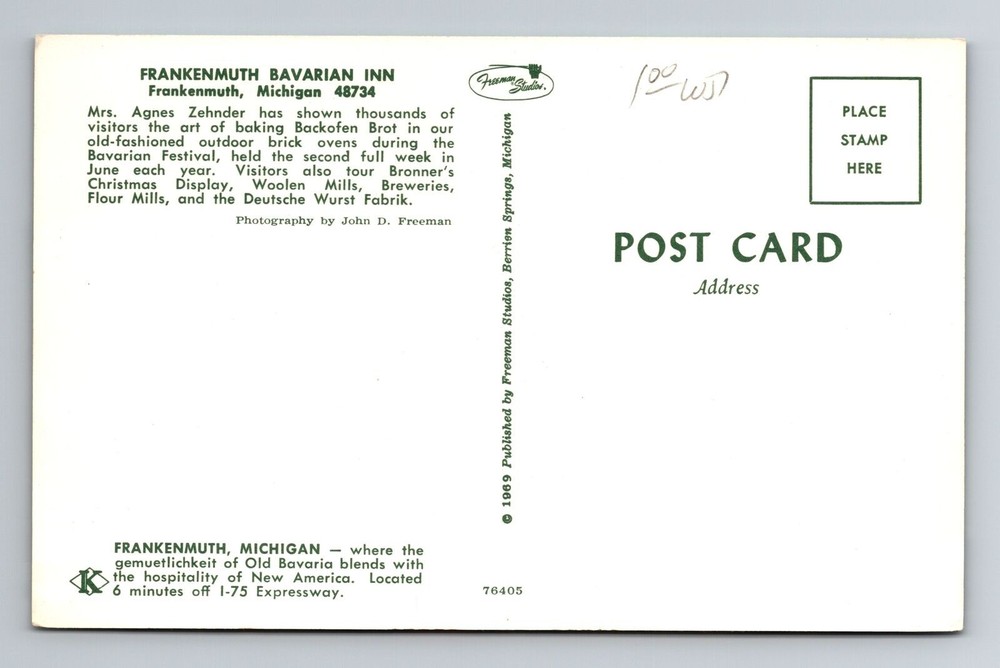 FRANKENMUTH BAVARIAN INN
Frankenmuth, Michigan 48734
Mrs. Agnes Zehnder has shown thousands of
visitors the art of baking Backofen Brot in our
old-fashioned outdoor brick ovens during the
Bavarian Festival, held the second full week in
June each year. Visitors also tour Bronner's
Christmas Display, Woolen Mills, Breweries,
Flour Mills, and the Deutsche Wurst Fabrik.
Photography by John D. Freeman
FRANKENMUTH, MICHIGAN — where the
gemuetlichkeit of Old Bavaria blends with
the hospitality of New America. Located
6 minutes off I-75 Expressway.
K
Freeman
Studios.
© 1969 Published by Freeman Studios, Berrien Springs, Michigan
76405
100
PLACE
STAMP
HERE
POST CARD
Address